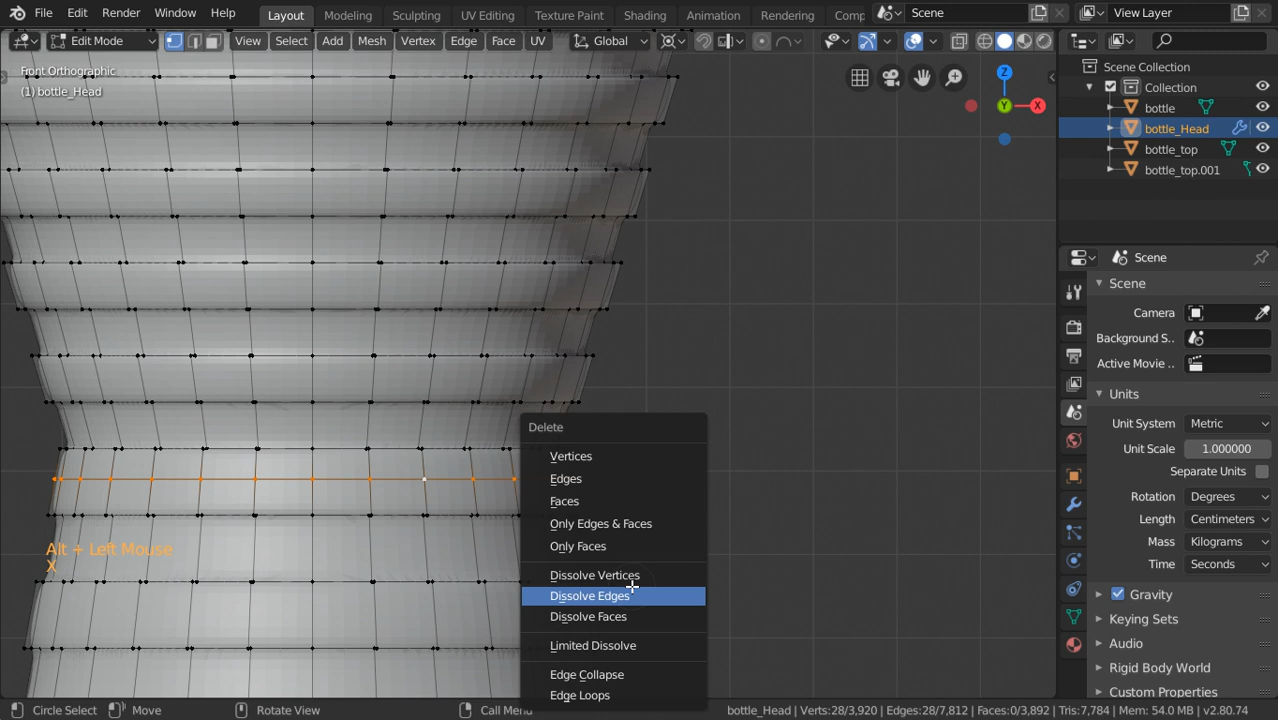 File Edit Render Window Help Layout Modeling Sculpting UV Editing Texture Paint Shading Animation Rendering Comp Scene View Layer
Edit Mode View Select Add Mesh Vertex Edge Face UV Global
Front Orthographic
(1) bottle_Head
Z
Y
X
Scene Collection
Collection
bottle
bottle_Head
bottle_top
bottle_top.001
Scene
Scene
Camera
Background S..
Active Movie ..
Units
Unit System Metric
Unit Scale 1.000000
Separate Units
Rotation Degrees
Length Centimeters
Mass Kilograms
Time Seconds
Gravity
Keying Sets
Audio
Rigid Body World
Custom Properties
Delete
Vertices
Edges
Faces
Only Edges & Faces
Only Faces
Dissolve Vertices
Dissolve Edges
Dissolve Faces
Limited Dissolve
Edge Collapse
Edge Loops
Alt + Left Mouse
X
Circle Select Move Rotate View Call Menu bottle_Head | Verts:28/3,920 | Edges:28/7,812 | Faces:0/3,892 | Tris:7,784 | Mem: 54.0 MB | v2.80.74